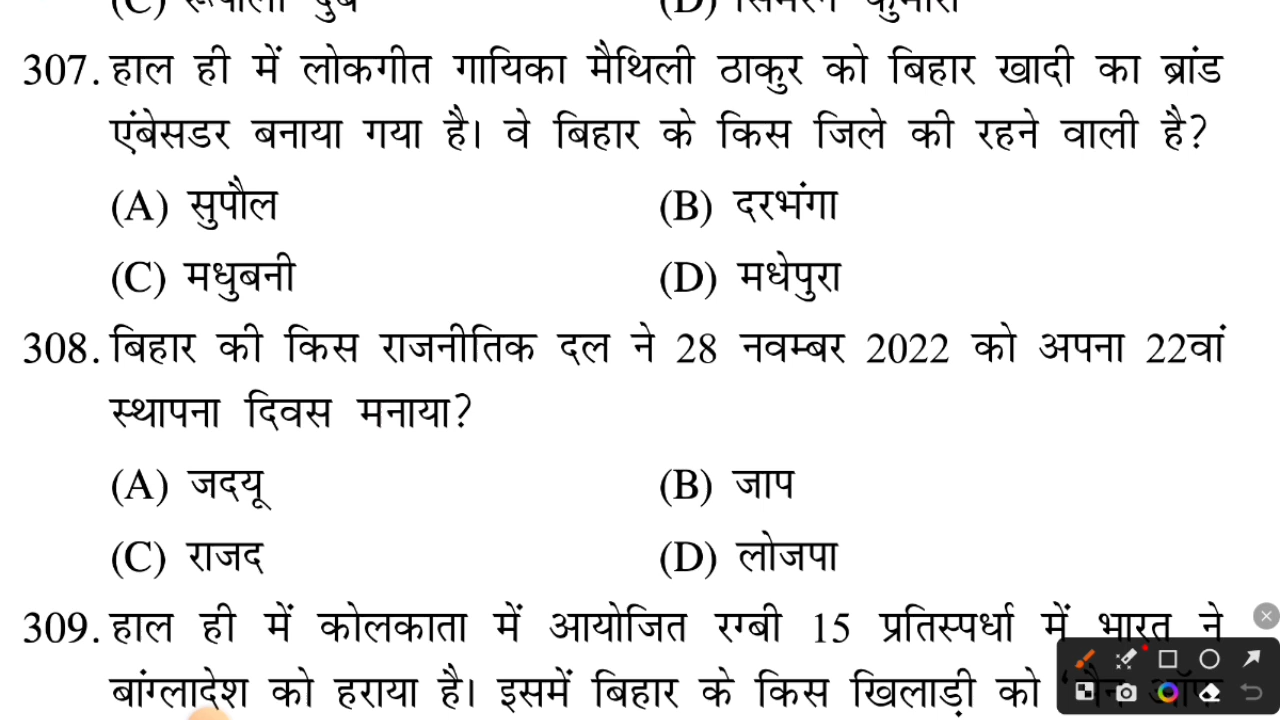 (C) रूपाली दुबे (D) सिमरन कुमारी
307. हाल ही में लोकगीत गायिका मैथिली ठाकुर को बिहार खादी का ब्रांड
एंबेसडर बनाया गया है। वे बिहार के किस जिले की रहने वाली है?
(A) सुपौल (B) दरभंगा
(C) मधुबनी (D) मधेपुरा
308. बिहार की किस राजनीतिक दल ने 28 नवम्बर 2022 को अपना 22वां
स्थापना दिवस मनाया?
(A) जदयू (B) जाप
(C) राजद (D) लोजपा
309. हाल ही में कोलकाता में आयोजित रग्बी 15 प्रतिस्पर्धा में भारत ने
बांग्लादेश को हराया है। इसमें बिहार के किस खिलाड़ी को